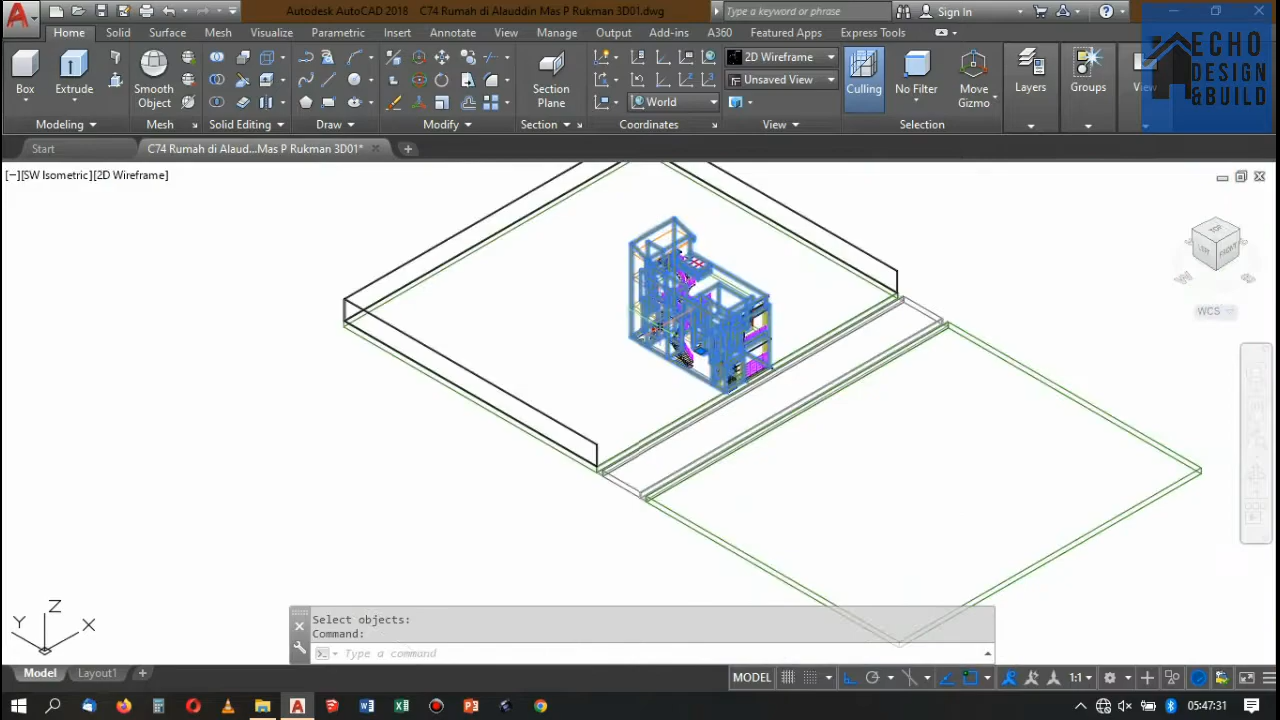 Autodesk AutoCAD 2018 C74 Rumah di Alauddin Mas P Rukman 3D01.dwg
Type a keyword or phrase
Sign In
Home Solid Surface Mesh Visualize Parametric Insert Annotate View Manage Output Add-ins A360 Featured Apps Express Tools
ECHO
DESIGN
&BUILD
Box
Extrude
Smooth
Object
Section
Plane
World
2D Wireframe
Unsaved View
Culling
No Filter
Move
Gizmo
Layers
Groups
Modeling Mesh Solid Editing Draw Modify Section Coordinates View Selection
Start
C74 Rumah di Alaud...Mas P Rukman 3D01*
[−][SW Isometric][2D Wireframe]
TOP
WCS
Z
Y
X
Select objects:
Command:
Type a command
Model
Layout1
MODEL
1:1
05:47:31